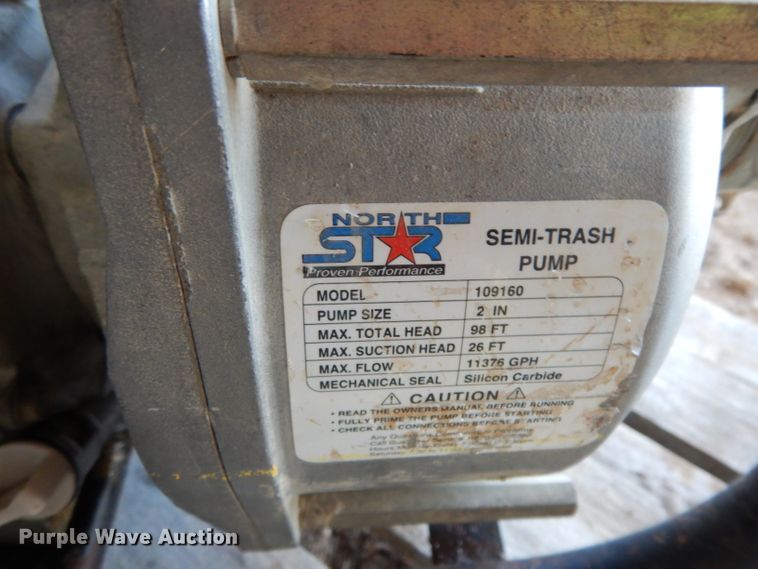 NORTH
STAR
Proven Performance
SEMI-TRASH
PUMP
MODEL 109160
PUMP SIZE 2 IN
MAX. TOTAL HEAD 98 FT
MAX. SUCTION HEAD 26 FT
MAX. FLOW 11376 GPH
MECHANICAL SEAL Silicon Carbide
CAUTION
• READ THE OWNERS MANUAL BEFORE RUNNING
• FULLY PRIME THE PUMP BEFORE STARTING
• CHECK ALL CONNECTIONS BEFORE STARTING
Any Questions
Purple Wave Auction